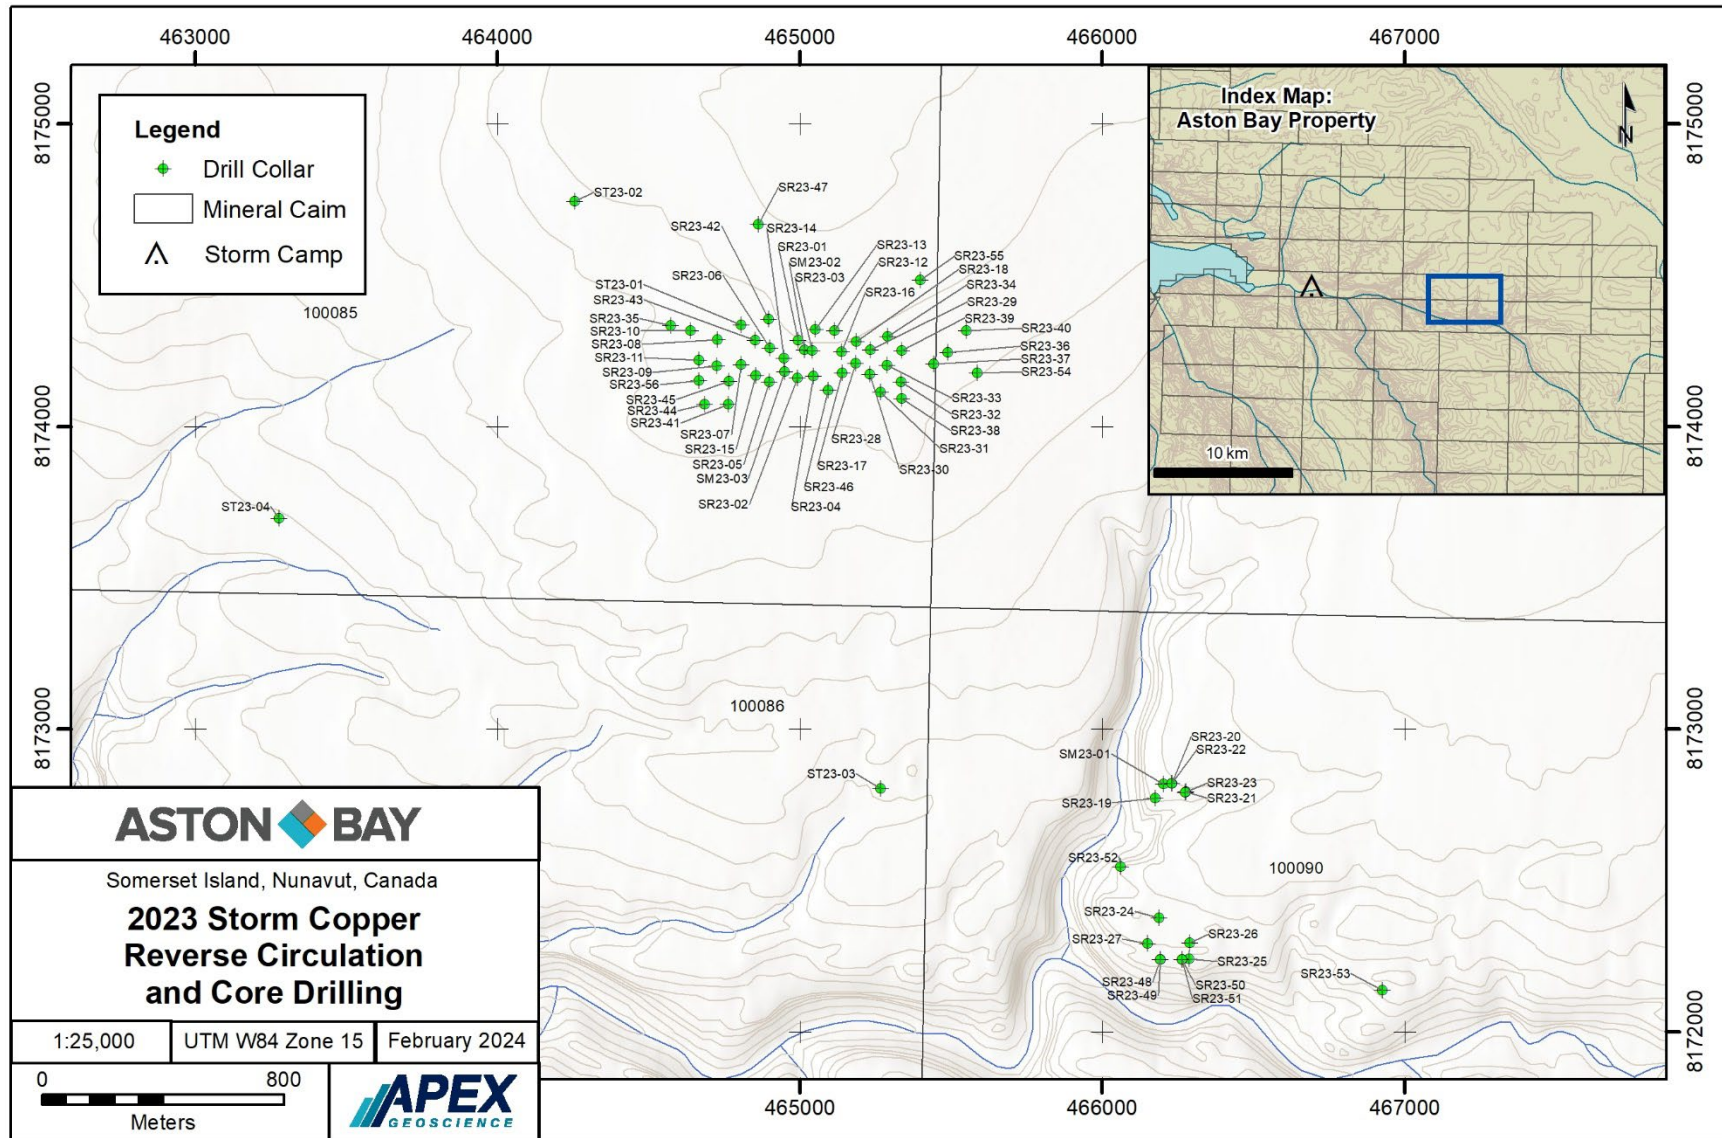 463000
464000
465000
466000
467000
8175000
8174000
8173000
8172000
8175000
8174000
8173000
8172000
465000
466000
467000
Legend
Drill Collar
Mineral Caim
Storm Camp
Index Map:
Aston Bay Property
N
10 km
100085
100086
100090
ST23-02
SR23-47
SR23-42
SR23-14
SR23-01
SM23-02
SR23-03
SR23-13
SR23-12
SR23-55
SR23-18
SR23-34
SR23-16
SR23-29
SR23-39
SR23-06
ST23-01
SR23-43
SR23-35
SR23-10
SR23-08
SR23-11
SR23-09
SR23-56
SR23-45
SR23-44
SR23-41
SR23-07
SR23-15
SR23-05
SM23-03
SR23-02
SR23-40
SR23-36
SR23-37
SR23-54
SR23-33
SR23-32
SR23-38
SR23-31
SR23-30
SR23-28
SR23-17
SR23-46
SR23-04
ST23-04
ST23-03
SM23-01
SR23-20
SR23-22
SR23-23
SR23-21
SR23-19
SR23-52
SR23-24
SR23-27
SR23-26
SR23-25
SR23-48
SR23-49
SR23-50
SR23-51
SR23-53
ASTON BAY
Somerset Island, Nunavut, Canada
2023 Storm Copper
Reverse Circulation
and Core Drilling
1:25,000
UTM W84 Zone 15
February 2024
0
800
Meters
APEX
GEOSCIENCE